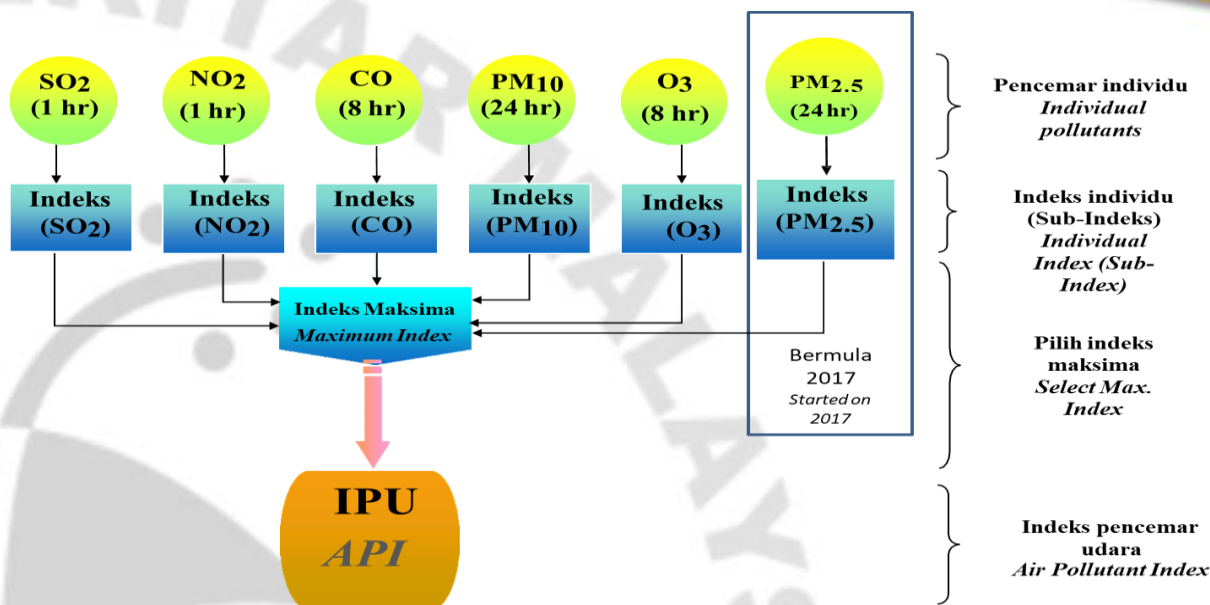 SO2
(1 hr)
NO2
(1 hr)
CO
(8 hr)
PM10
(24 hr)
O3
(8 hr)
PM2.5
(24 hr)
Pencemar individu
Individual
pollutants
Indeks
(SO2)
Indeks
(NO2)
Indeks
(CO)
Indeks
(PM10)
Indeks
(O3)
Indeks
(PM2.5)
Indeks individu
(Sub-Indeks)
Individual
Index (Sub-
Index)
Indeks Maksima
Maximum Index
Bermula
2017
Started on
2017
Pilih indeks
maksima
Select Max.
Index
IPU
API
Indeks pencemar
udara
Air Pollutant Index